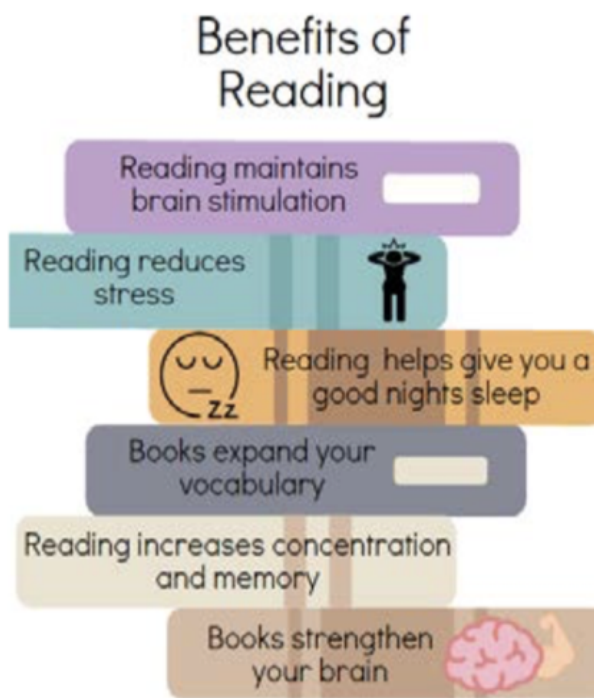 Benefits of
Reading
Reading maintains
brain stimulation
Reading reduces
stress
Reading helps give you a
good nights sleep
zz
Books expand your
vocabulary
Reading increases concentration
and memory
Books strengthen
your brain